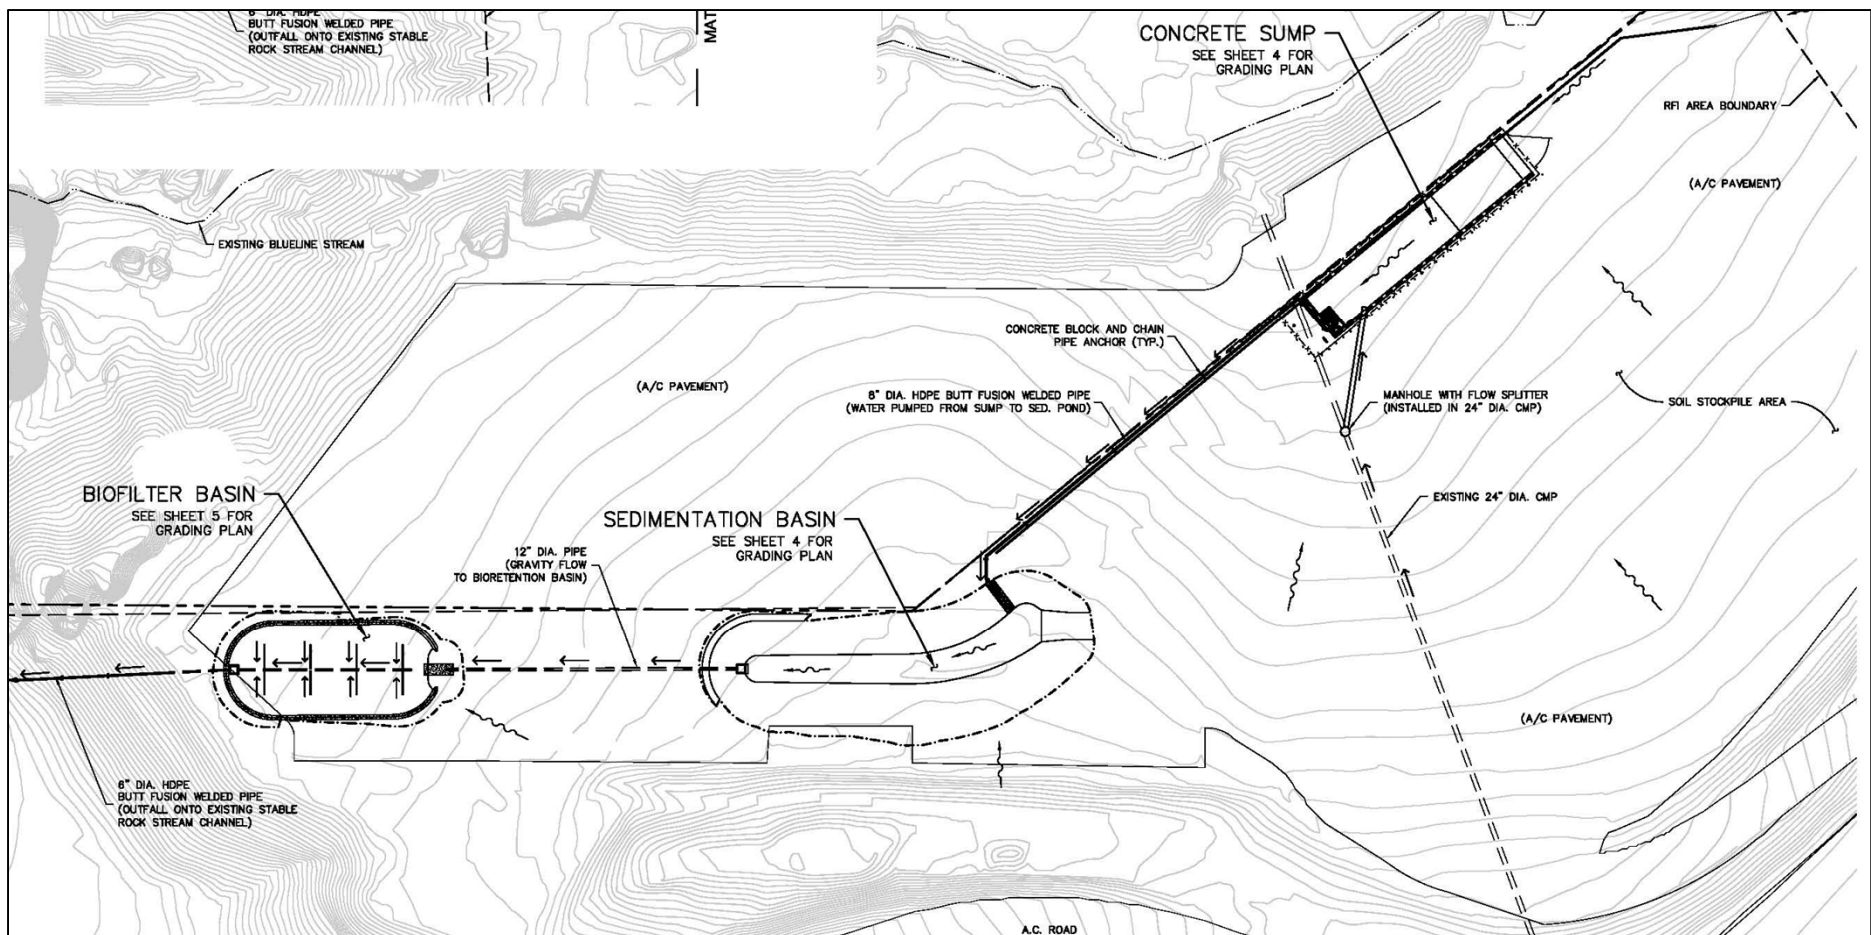 6" DIA. HDPE
BUTT FUSION WELDED PIPE
(OUTFALL ONTO EXISTING STABLE
ROCK STREAM CHANNEL)
MAT
CONCRETE SUMP
SEE SHEET 4 FOR
GRADING PLAN
RFI AREA BOUNDARY
(A/C PAVEMENT)
EXISTING BLUELINE STREAM
CONCRETE BLOCK AND CHAIN
PIPE ANCHOR (TYP.)
(A/C PAVEMENT)
8" DIA. HDPE BUTT FUSION WELDED PIPE
(WATER PUMPED FROM SUMP TO SED. POND)
MANHOLE WITH FLOW SPLITTER
(INSTALLED IN 24" DIA. CMP)
SOIL STOCKPILE AREA
BIOFILTER BASIN
SEE SHEET 5 FOR
GRADING PLAN
SEDIMENTATION BASIN
SEE SHEET 4 FOR
GRADING PLAN
EXISTING 24" DIA. CMP
12" DIA. PIPE
(GRAVITY FLOW
TO BIORETENTION BASIN)
(A/C PAVEMENT)
6" DIA. HDPE
BUTT FUSION WELDED PIPE
(OUTFALL ONTO EXISTING STABLE
ROCK STREAM CHANNEL)
A.C. ROAD